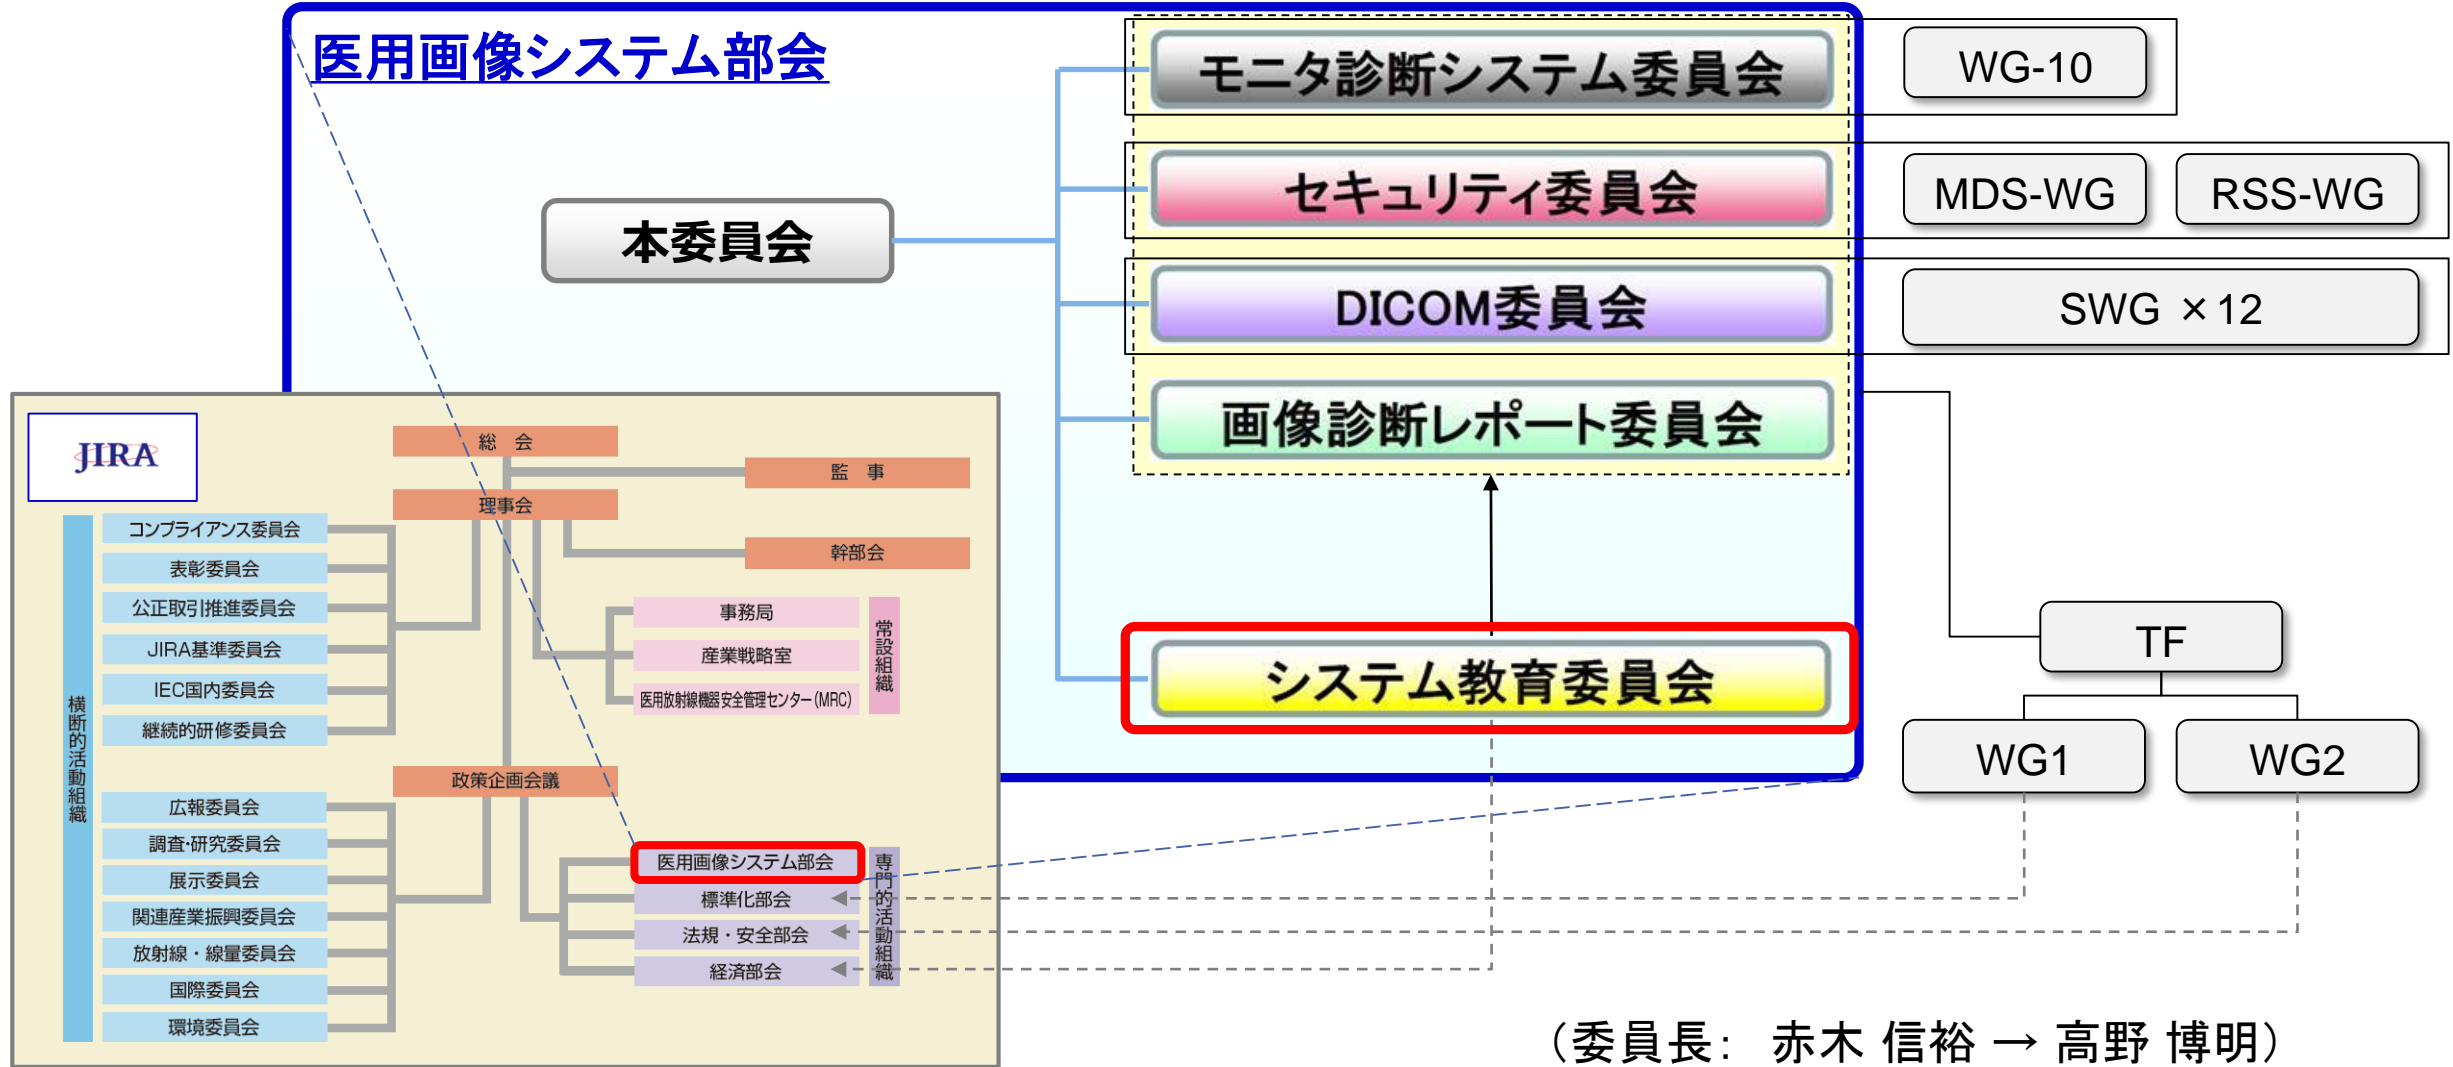 医用画像システム部会
本委員会
モニタ診断システム委員会
WG-10
セキュリティ委員会
MDS-WG
RSS-WG
DICOM委員会
SWG ×12
画像診断レポート委員会
システム教育委員会
TF
WG1
WG2
JIRA
総 会
監 事
理事会
幹部会
横断的活動組織
コンプライアンス委員会
表彰委員会
公正取引推進委員会
JIRA基準委員会
IEC国内委員会
継続的研修委員会
事務局
産業戦略室
医用放射線機器安全管理センター(MRC)
常設組織
政策企画会議
広報委員会
調査・研究委員会
展示委員会
関連産業振興委員会
放射線・線量委員会
国際委員会
環境委員会
医用画像システム部会
標準化部会
法規・安全部会
経済部会
専門的活動組織
(委員長: 赤木 信裕 → 高野 博明)